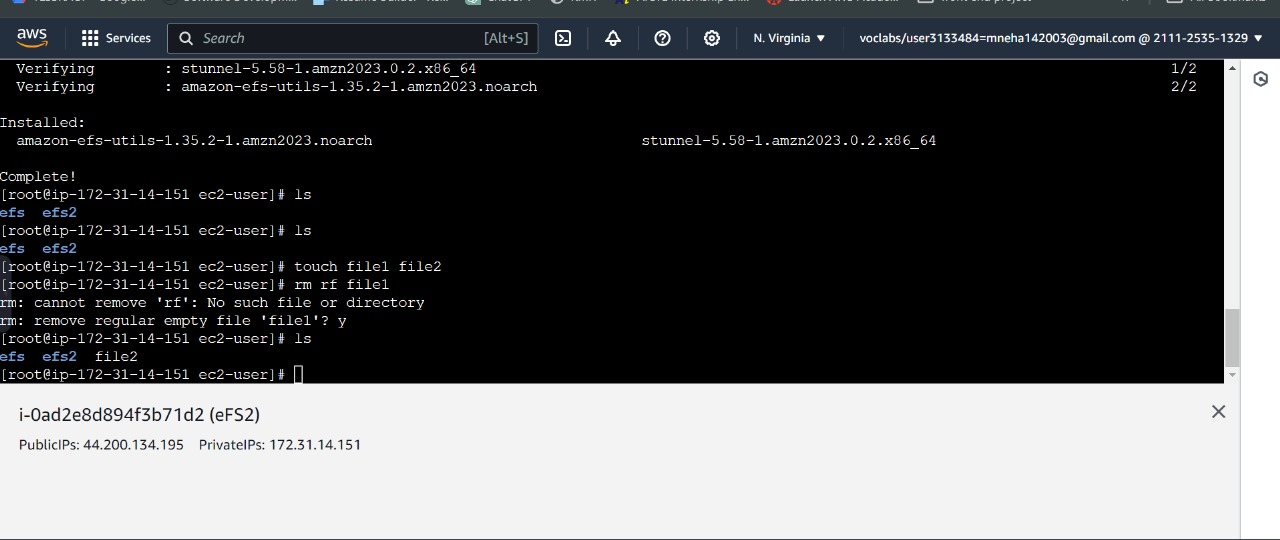 aws
Services
Search
[Alt+S]
N. Virginia
voclabs/user3133484=mneha142003@gmail.com @ 2111-2535-1329
Verifying : stunnel-5.58-1.amzn2023.0.2.x86_64 1/2
Verifying : amazon-efs-utils-1.35.2-1.amzn2023.noarch 2/2
Installed:
amazon-efs-utils-1.35.2-1.amzn2023.noarch stunnel-5.58-1.amzn2023.0.2.x86_64
Complete!
[root@ip-172-31-14-151 ec2-user]# ls
efs efs2
[root@ip-172-31-14-151 ec2-user]# ls
efs efs2
[root@ip-172-31-14-151 ec2-user]# touch file1 file2
[root@ip-172-31-14-151 ec2-user]# rm rf file1
rm: cannot remove 'rf': No such file or directory
rm: remove regular empty file 'file1'? y
[root@ip-172-31-14-151 ec2-user]# ls
efs efs2 file2
[root@ip-172-31-14-151 ec2-user]#
i-0ad2e8d894f3b71d2 (eFS2)
PublicIPs: 44.200.134.195 PrivateIPs: 172.31.14.151